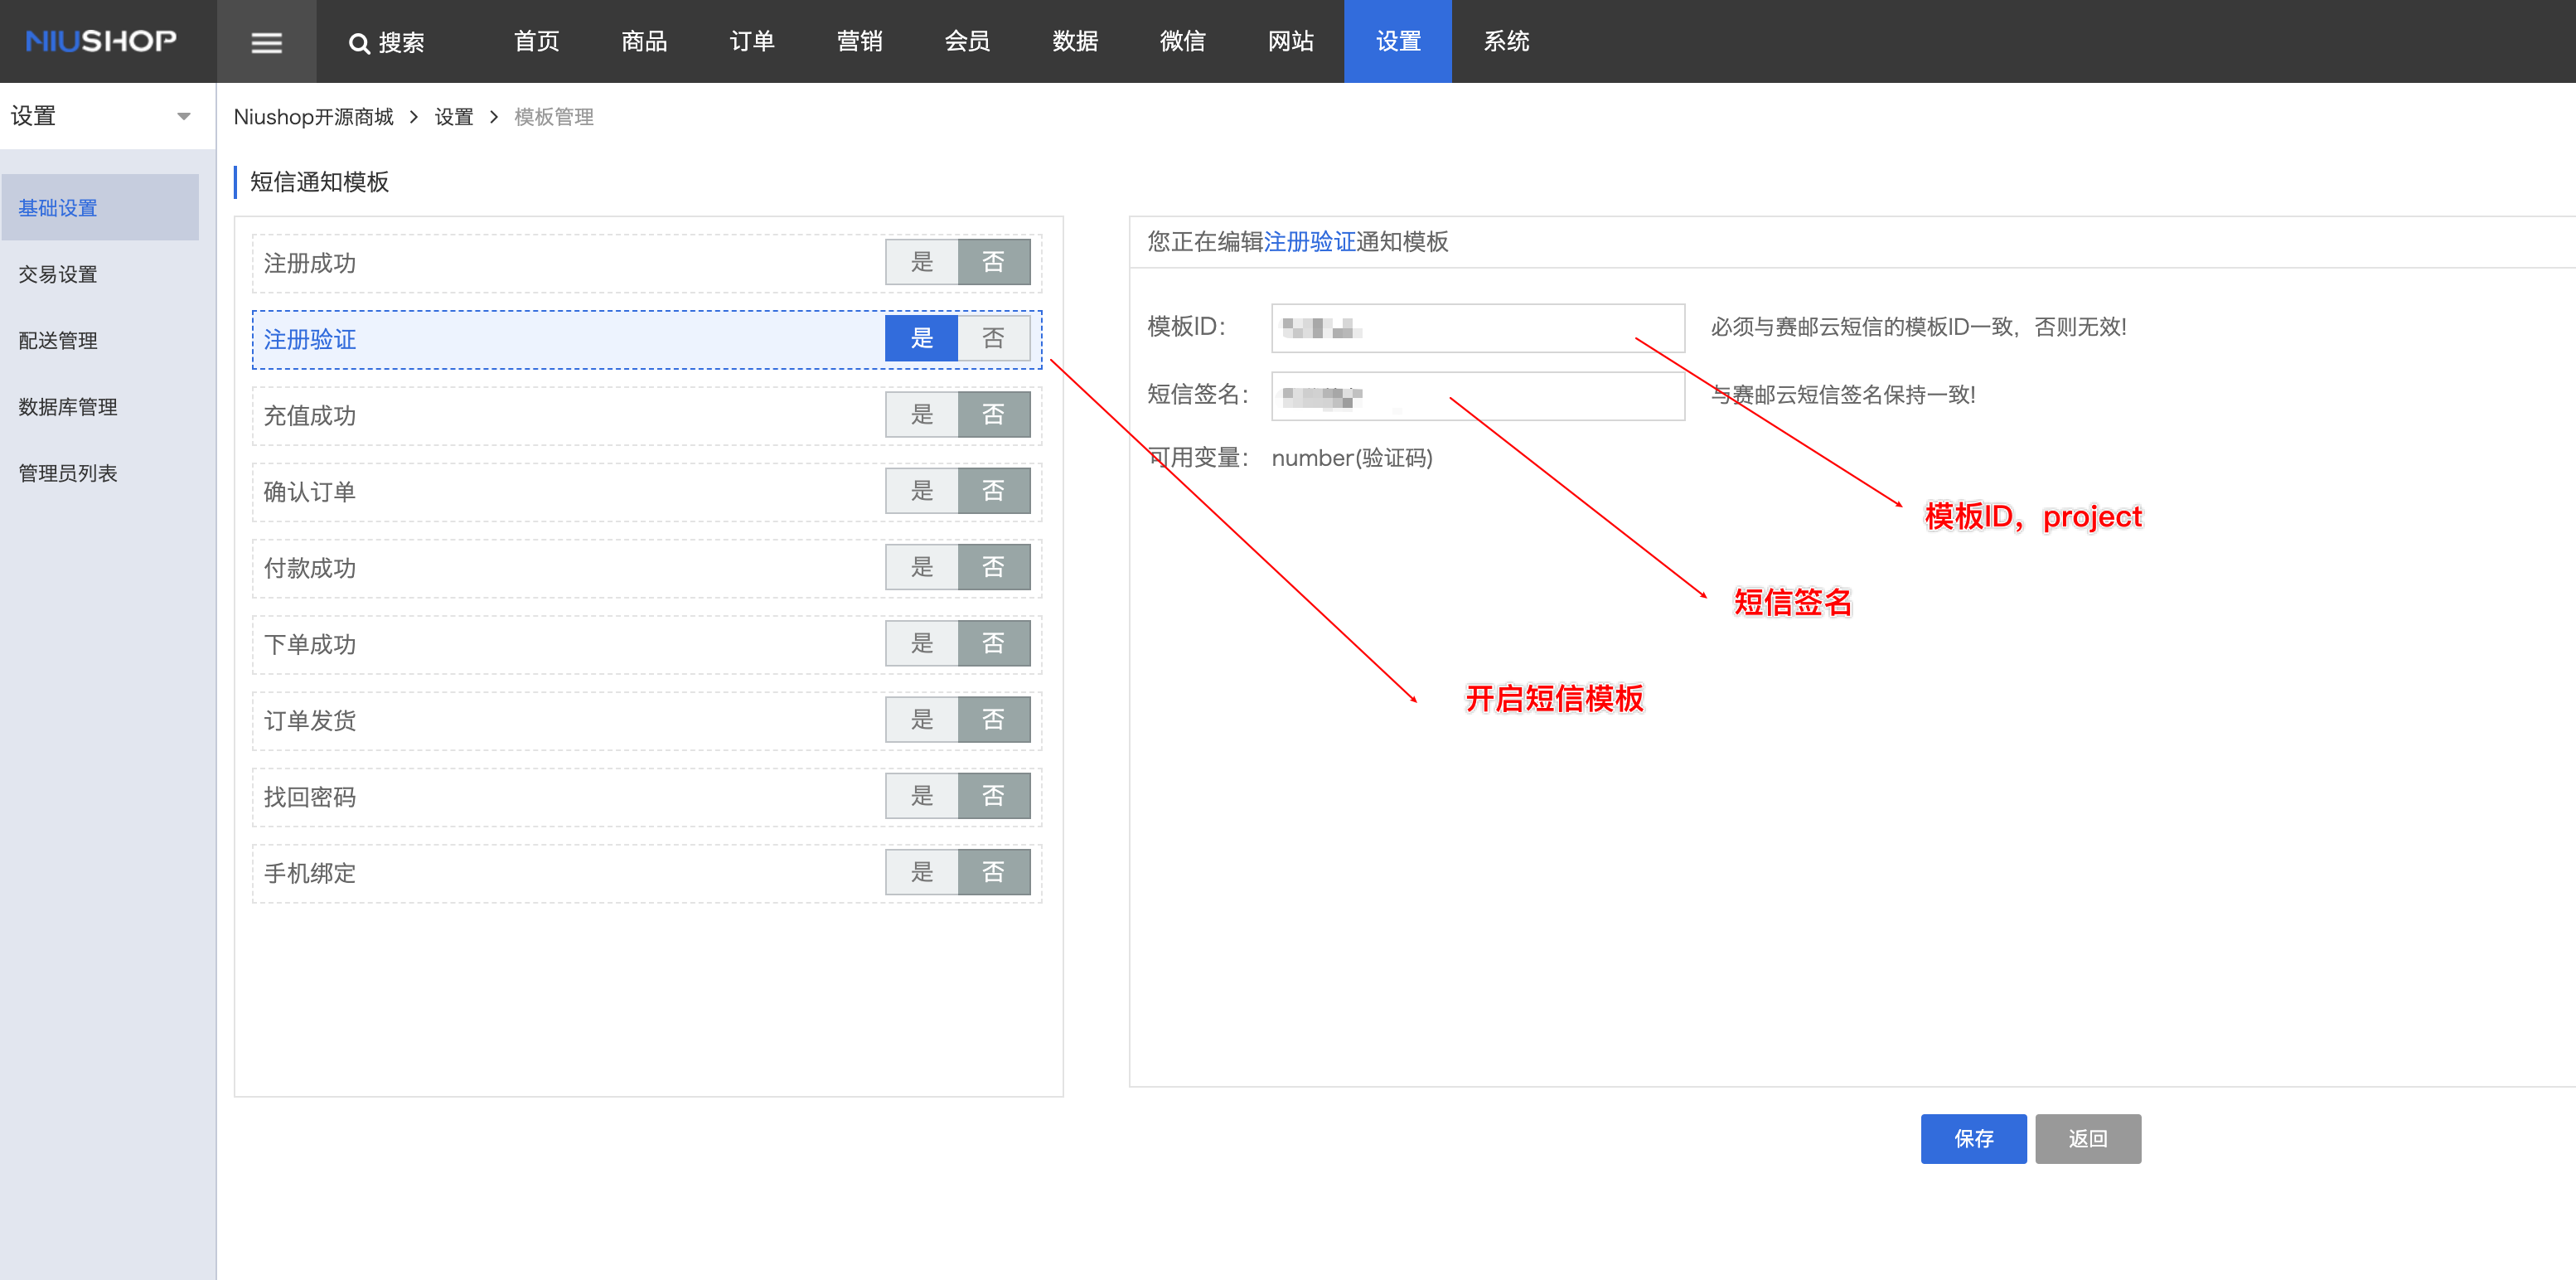 NIUSHOP
搜索 首页 商品 订单 营销 会员 数据 微信 网站 设置 系统
设置
Niushop开源商城 > 设置 > 模板管理
基础设置
交易设置
配送管理
数据库管理
管理员列表
短信通知模板
注册成功 是 否
注册验证 是 否
充值成功 是 否
确认订单 是 否
付款成功 是 否
下单成功 是 否
订单发货 是 否
找回密码 是 否
手机绑定 是 否
您正在编辑注册验证通知模板
模板ID： 必须与赛邮云短信的模板ID一致，否则无效!
短信签名： 与赛邮云短信签名保持一致!
可用变量： number(验证码)
模板ID，project
短信签名
开启短信模板
保存 返回